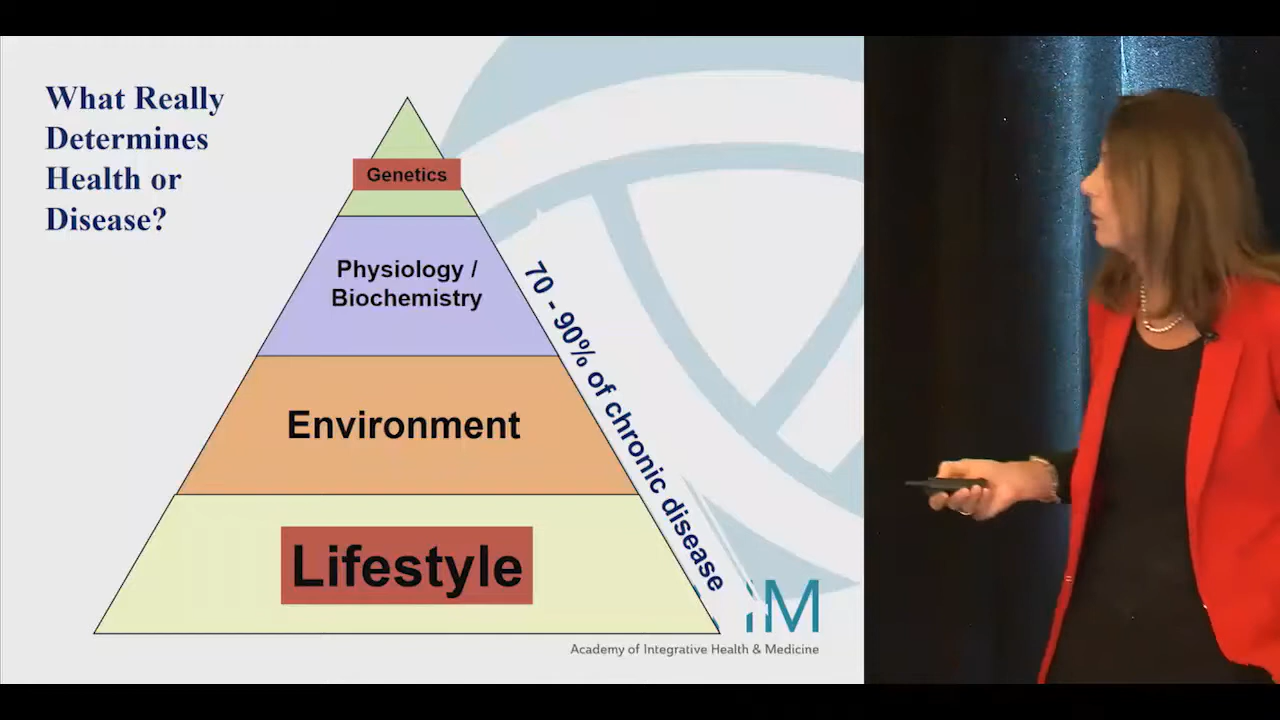 What Really
Determines
Health or
Disease?
Genetics
Physiology /
Biochemistry
Environment
Lifestyle
70 - 90% of chronic disease
IM
Academy of Integrative Health & Medicine